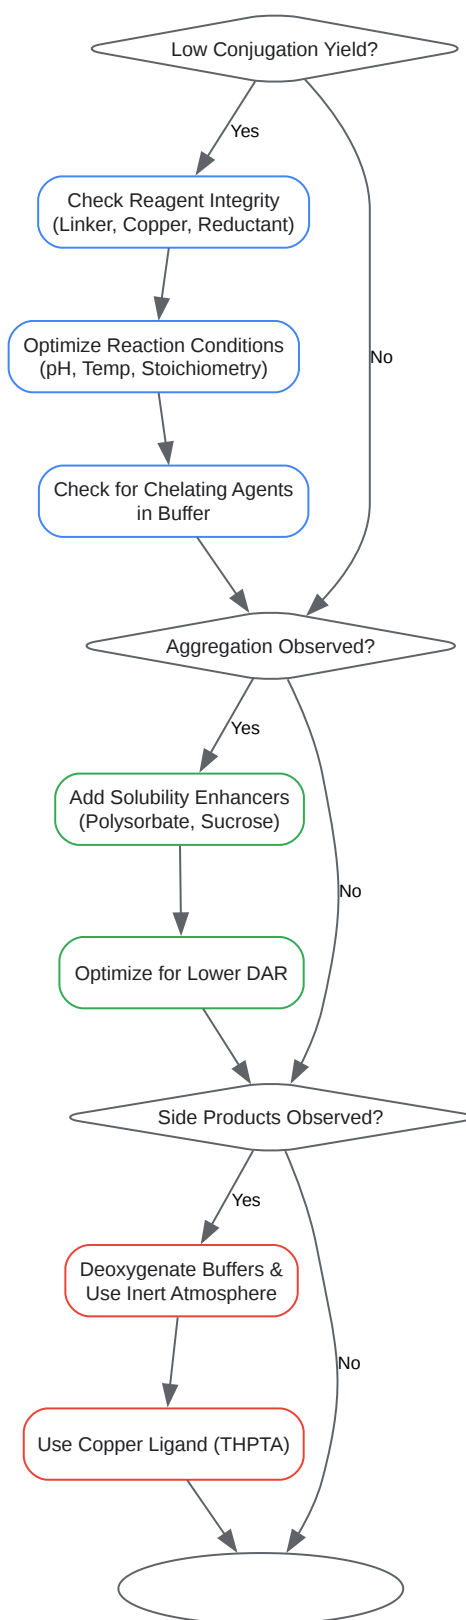 Low Conjugation Yield?
Yes
Check Reagent Integrity
(Linker, Copper, Reductant)
Optimize Reaction Conditions
(pH, Temp, Stoichiometry)
No
Check for Chelating Agents
in Buffer
Aggregation Observed?
Yes
Add Solubility Enhancers
(Polysorbate, Sucrose)
No
Optimize for Lower DAR
Side Products Observed?
Yes
Deoxygenate Buffers &
Use Inert Atmosphere
No
Use Copper Ligand (THPTA)